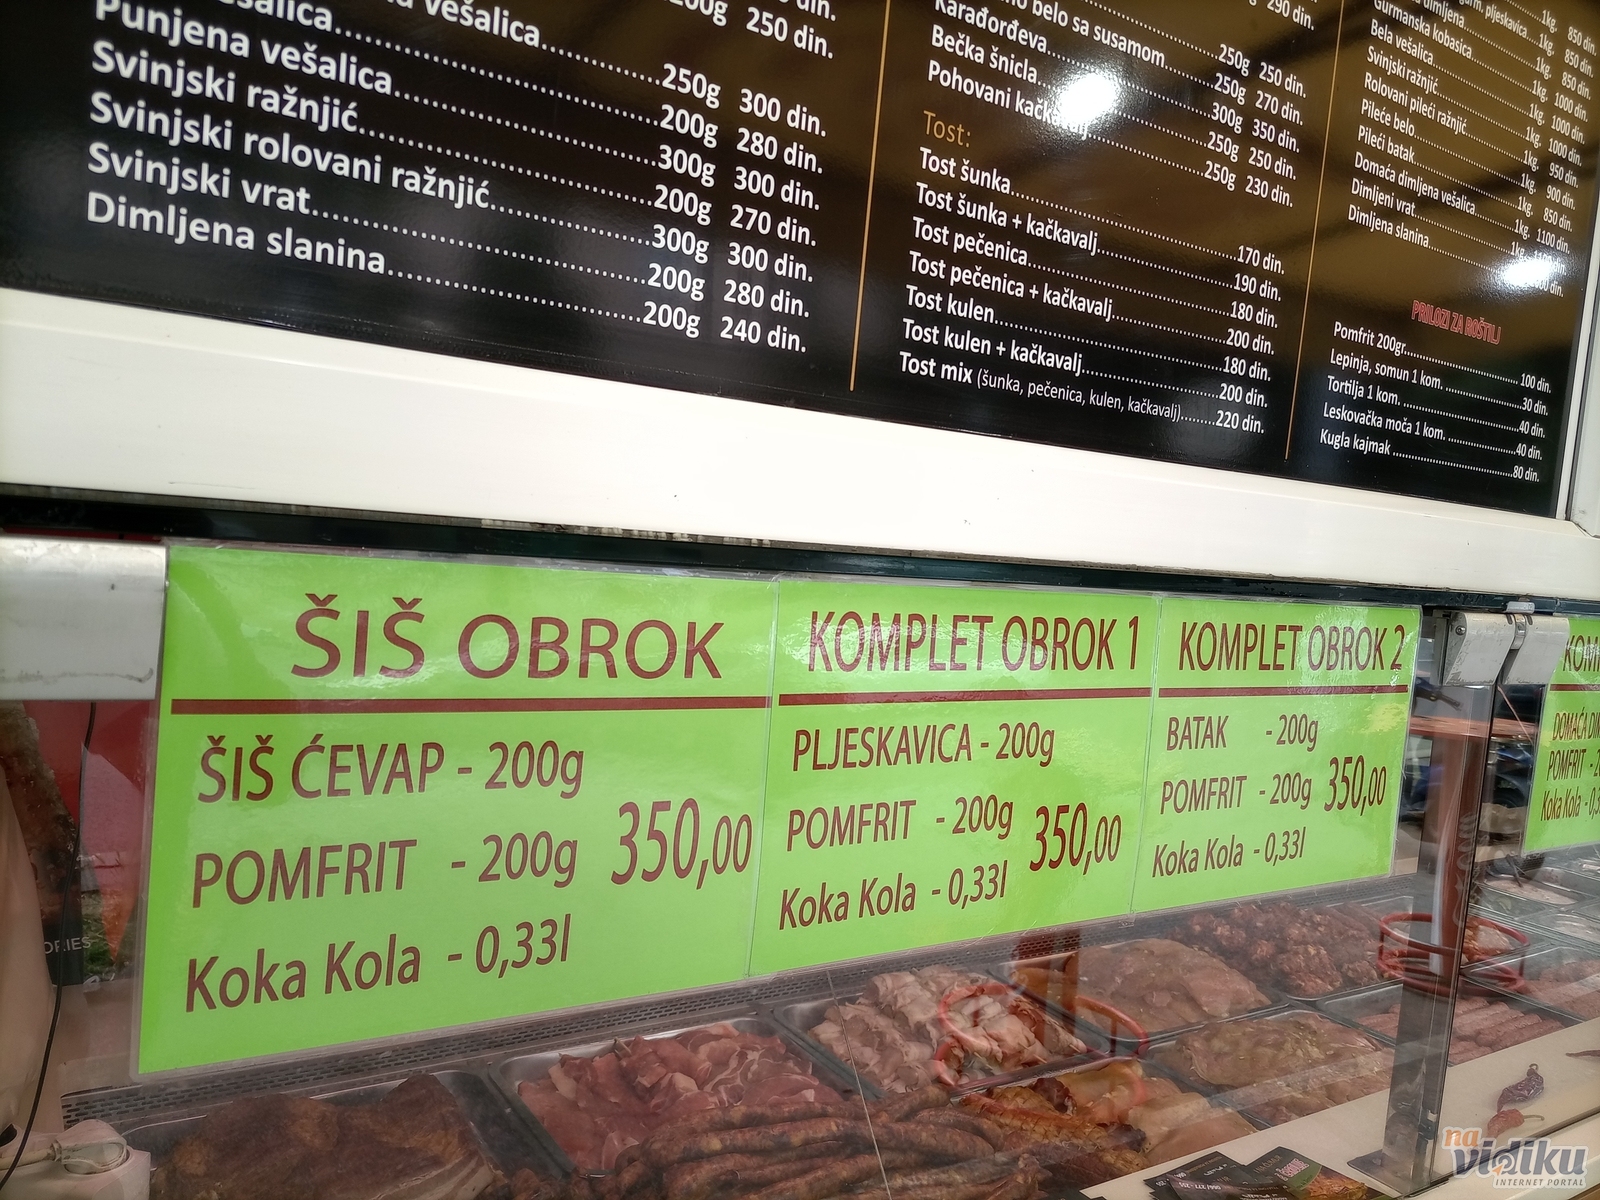 vešalica 250g 300 din.
Punjena vešalica 200g 280 din.
Svinjski ražnjić 300g 300 din.
Svinjski rolovani ražnjić 200g 270 din.
Svinjski vrat 300g 300 din.
Dimljena slanina 200g 280 din.
200g 240 din.
200g 250 din.
belo sa susamom 250g 250 din.
Karađorđeva 250g 270 din.
Bečka šnicla 300g 350 din.
Pohovani kačkavalj 250g 250 din.
250g 230 din.
Tost:
Tost šunka 170 din.
Tost šunka + kačkavalj 190 din.
Tost pečenica 180 din.
Tost pečenica + kačkavalj 200 din.
Tost kulen 180 din.
Tost kulen + kačkavalj 200 din.
Tost mix (šunka, pečenica, kulen, kačkavalj) 220 din.
pljeskavica 1kg. 850 din.
Gurmanska kobasica 1kg. 850 din.
Bela vešalica 1kg. 850 din.
Svinjski ražnjić 1kg. 1000 din.
Rolovani pileći ražnjić 1kg. 1000 din.
Pileće belo 1kg. 1000 din.
Pileći batak 1kg. 950 din.
Domaća dimljena vešalica 1kg. 900 din.
Dimljeni vrat 1kg. 850 din.
Dimljena slanina 1kg. 1100 din.
PRILOZI ZA ROŠTILJ
Pomfrit 200gr. 100 din.
Lepinja, somun 1 kom. 30 din.
Tortilja 1 kom. 40 din.
Leskovačka moča 1 kom. 40 din.
Kugla kajmak 80 din.
ŠIŠ OBROK
ŠIŠ ĆEVAP - 200g
POMFRIT - 200g 350,00
Koka Kola - 0,33l
KOMPLET OBROK 1
PLJESKAVICA - 200g
POMFRIT - 200g 350,00
Koka Kola - 0,33l
KOMPLET OBROK 2
BATAK - 200g
POMFRIT - 200g 350,00
Koka Kola - 0,33l
DOMAĆA
POMFRIT
Koka Kola
na
vidiku
INTERNET PORTAL